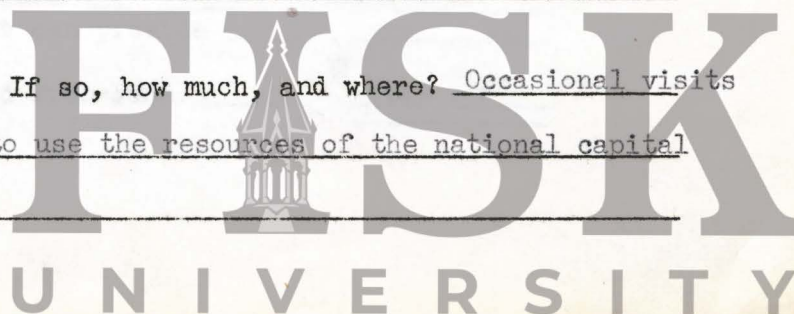 If so, how much, and where? Occasional visits
to use the resources of the national capital
FISK
UNIVERSITY